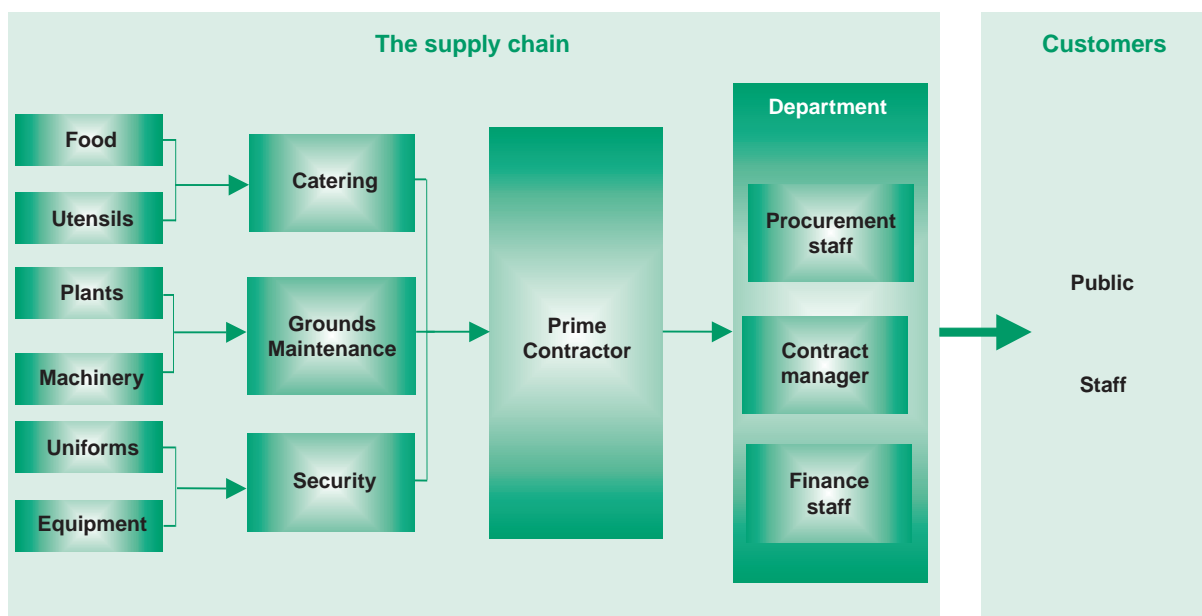 The supply chain
Customers
Food
Utensils
Plants
Machinery
Uniforms
Equipment
Catering
Grounds
Maintenance
Security
Prime
Contractor
Department
Procurement
staff
Contract
manager
Finance
staff
Public
Staff